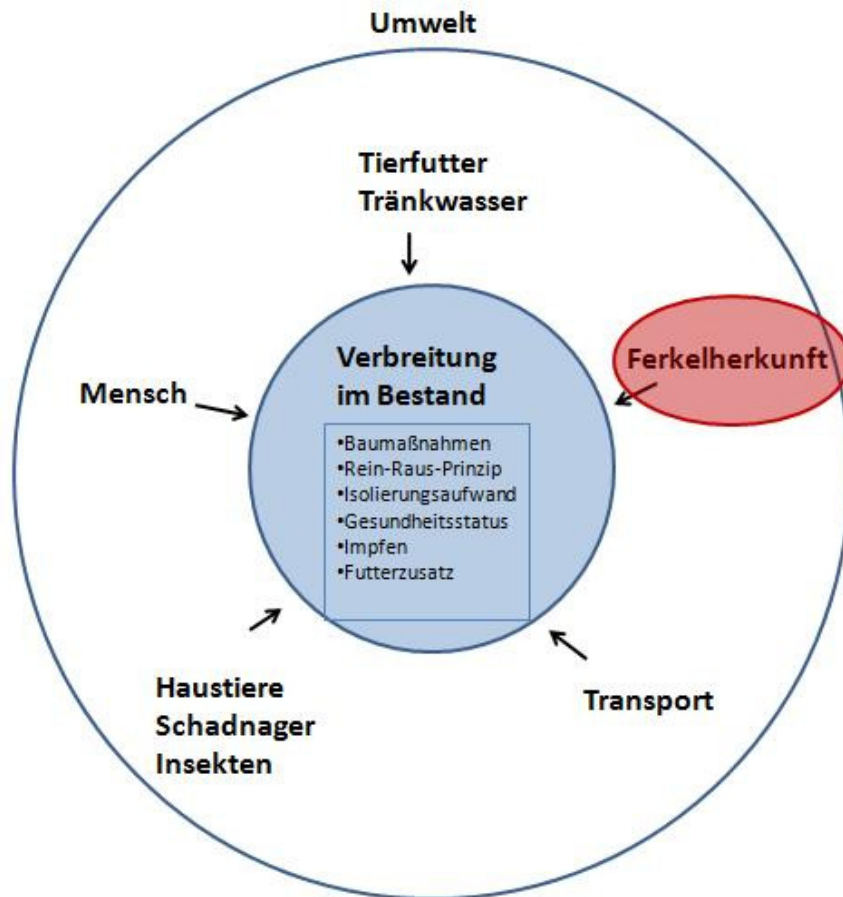 Umwelt
Tierfutter
Tränkwasser
Verbreitung
im Bestand
Ferkelherkunft
Mensch
•Baumaßnahmen
•Rein-Raus-Prinzip
•Isolierungsaufwand
•Gesundheitsstatus
•Impfen
•Futterzusatz
Haustiere
Schadnager
Insekten
Transport